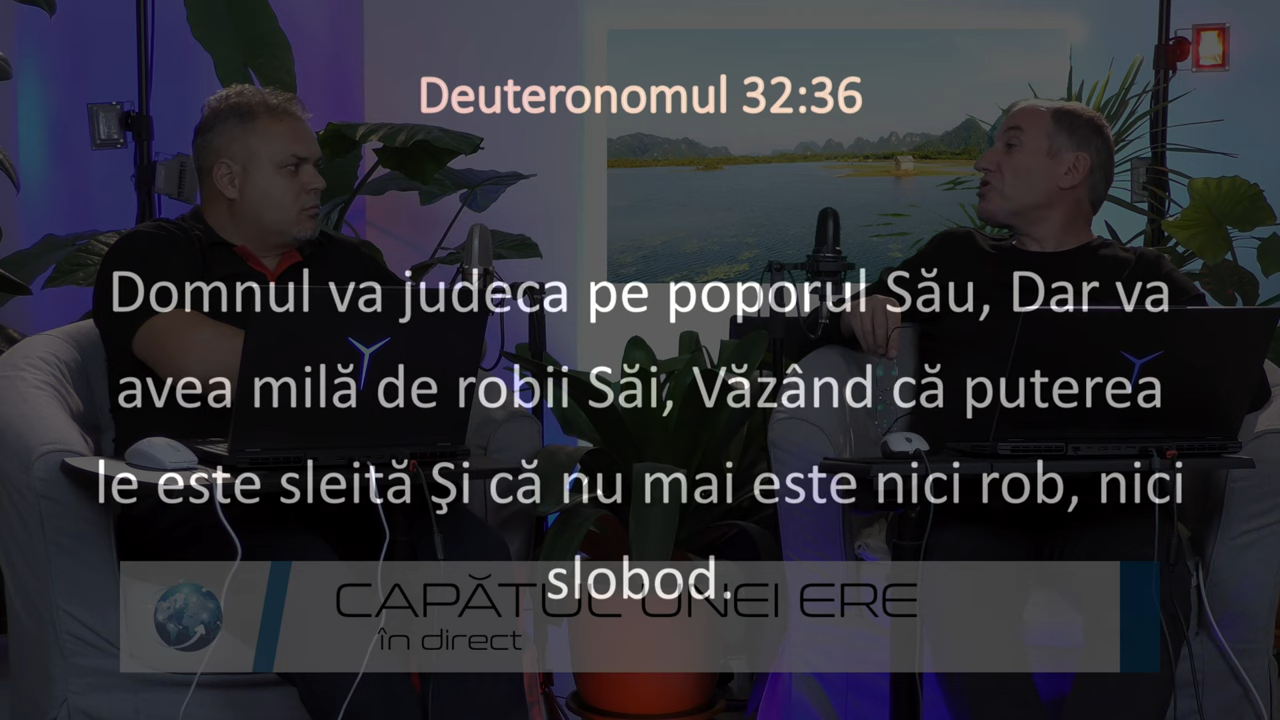 Deuteronomul 32:36
Domnul va judeca pe poporul Său, Dar va
avea milă de robii Săi, Văzând că puterea
le este sleită Şi că nu mai este nici rob, nici
slobod.
CAPĂTUL UNEI ERE
în direct